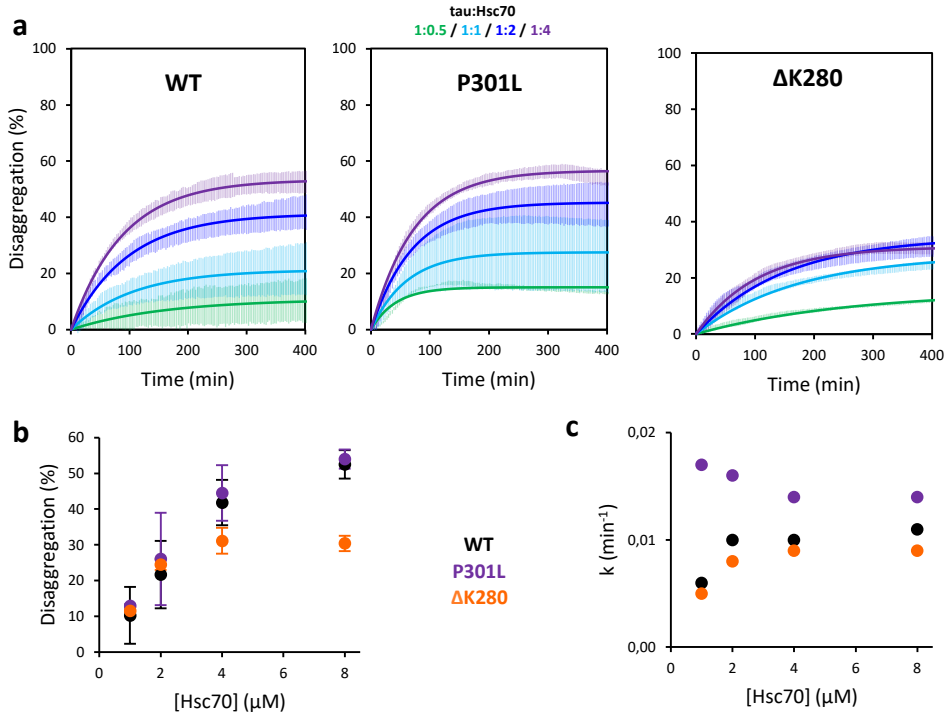 a
tau:Hsc70
1:0.5 / 1:1 / 1:2 / 1:4
WT
P301L
ΔK280
Disaggregation (%)
100
80
60
40
20
0
0 100 200 300 400
Time (min)
100
80
60
40
20
0
0 100 200 300 400
Time (min)
100
80
60
40
20
0
0 100 200 300 400
Time (min)
b
Disaggregation (%)
60
50
40
30
20
10
0
0 2 4 6 8
[Hsc70] (μM)
WT
P301L
ΔK280
c
k (min⁻¹)
0,02
0,01
0,00
0 2 4 6 8
[Hsc70] (μM)